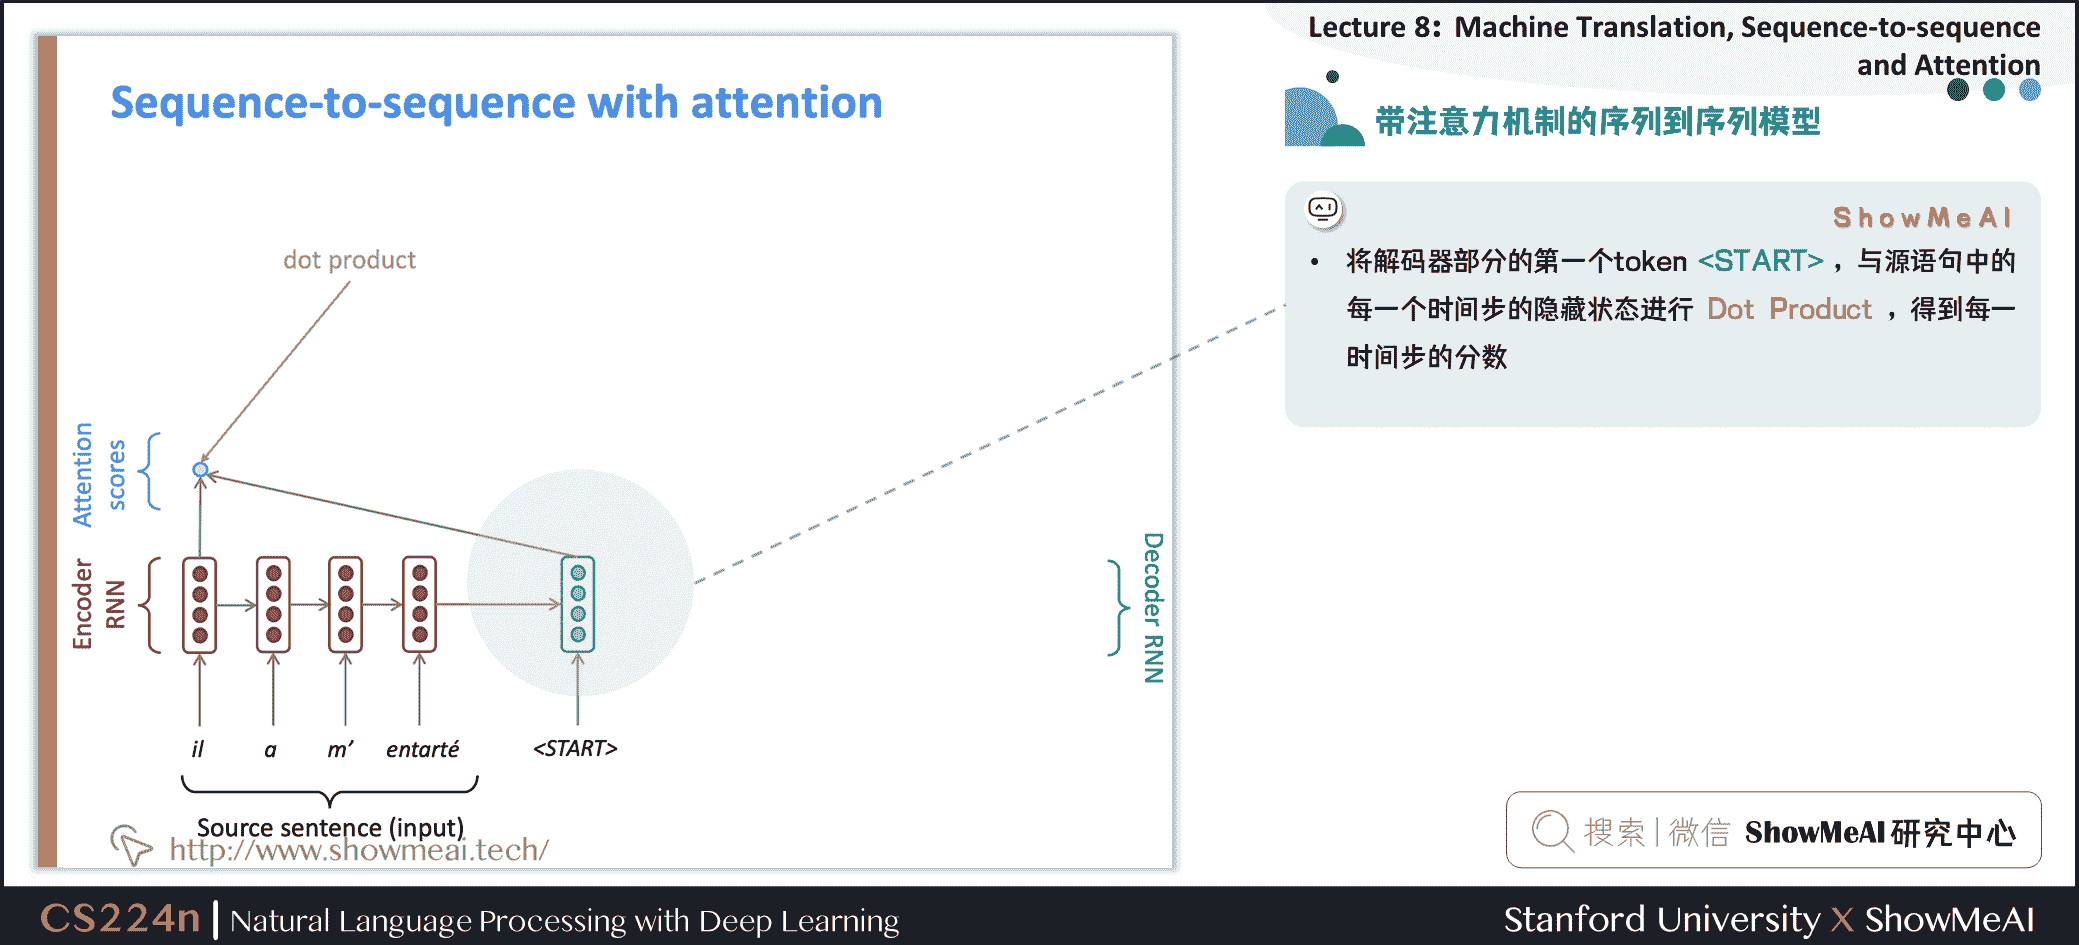 Lecture 8: Machine Translation, Sequence-to-sequence
and Attention
Sequence-to-sequence with attention
带注意力机制的序列到序列模型
ShowMeAI
• 将解码器部分的第一个token <START> ，与源语句中的
每一个时间步的隐藏状态进行 Dot Product ，得到每一
时间步的分数
dot product
Attention
scores
Encoder
RNN
Decoder RNN
il a m’ entarté <START>
Source sentence (input)
http://www.showmeai.tech/
搜索|微信 ShowMeAI 研究中心
CS224n | Natural Language Processing with Deep Learning
Stanford University X ShowMeAI